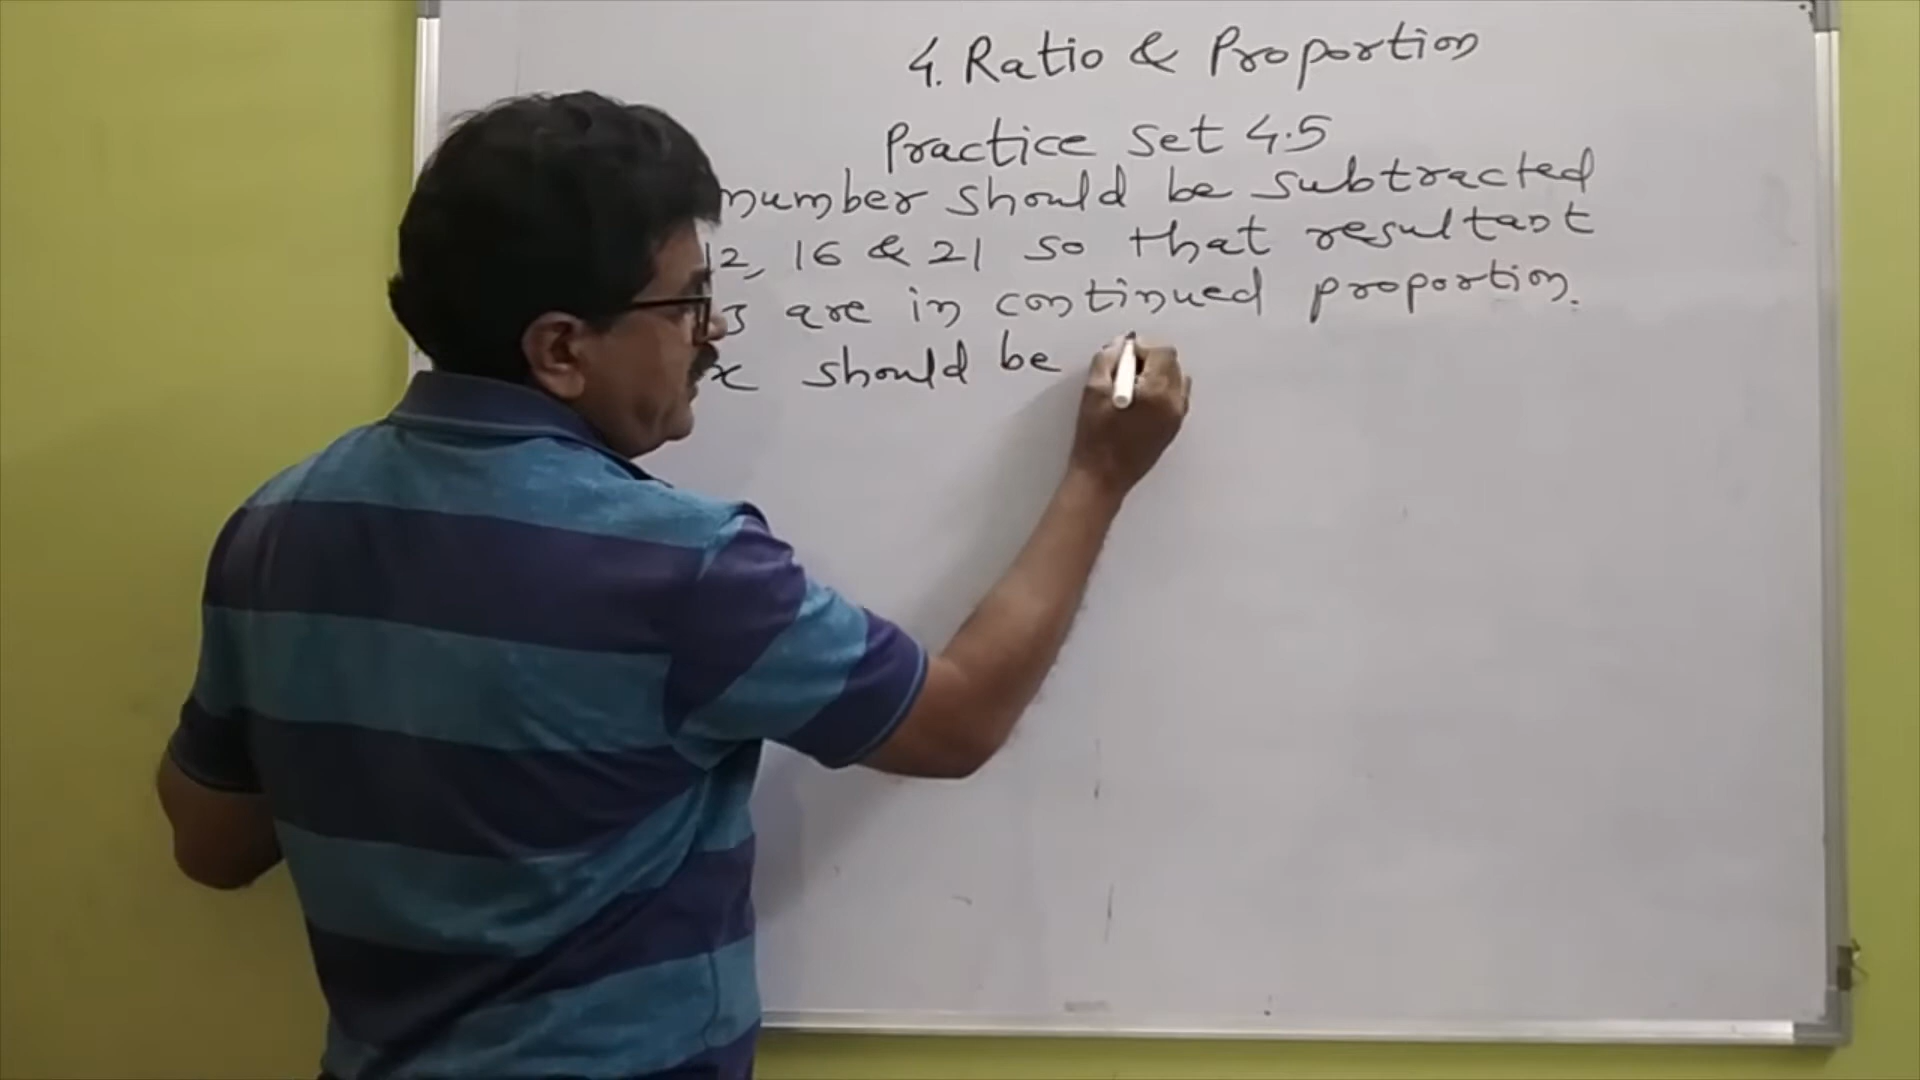 4. Ratio & Proportion
Practice Set 4.5
number should be subtracted
12, 16 & 21 so that resultant
are in continued proportion.
x should be